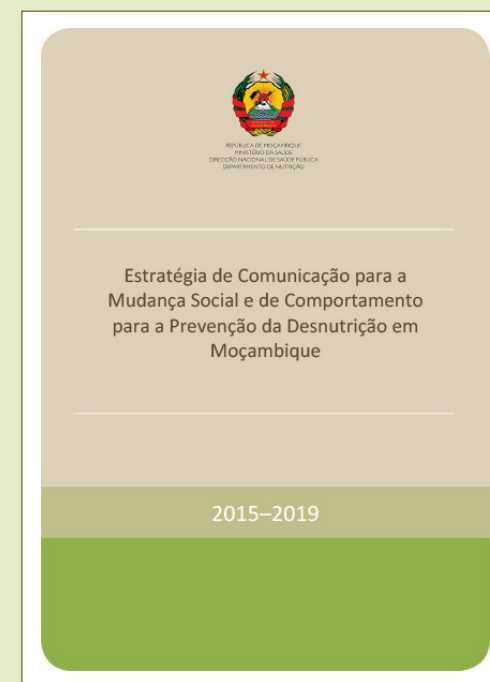 REPÚBLICA DE MOÇAMBIQUE
MINISTÉRIO DA SAÚDE
DIRECÇÃO NACIONAL DE SAÚDE PÚBLICA
DEPARTAMENTO DE NUTRIÇÃO
Estratégia de Comunicação para a
Mudança Social e de Comportamento
para a Prevenção da Desnutrição em
Moçambique
2015–2019